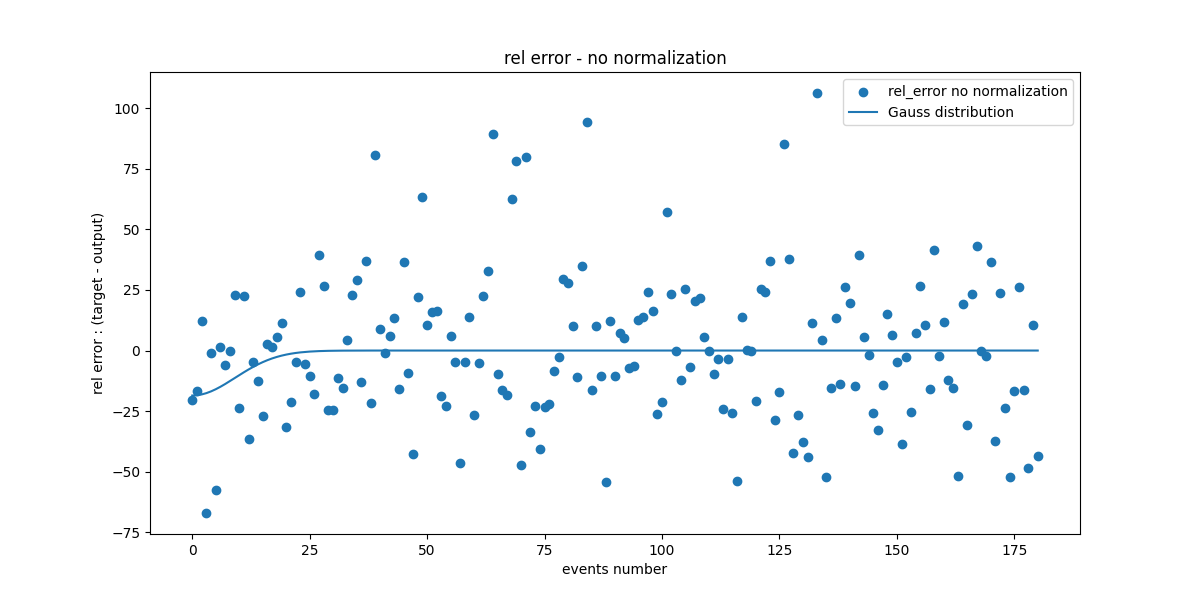 rel error - no normalization
rel_error no normalization
Gauss distribution
100
75
50
25
0
−25
−50
−75
rel error : (target - output)
0 25 50 75 100 125 150 175
events number